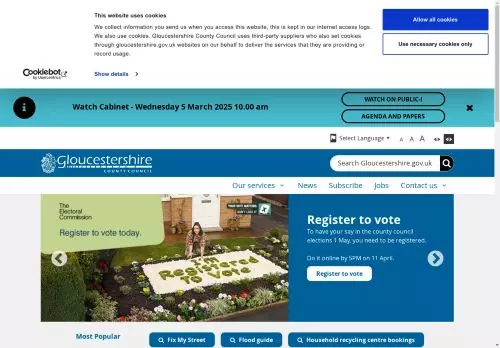 This website uses cookies
We collect information you send us when you access this website, this is kept in our internet access logs.
We also use cookies. Gloucestershire County Council uses third-party suppliers who also set cookies
through gloucestershire.gov.uk websites on our behalf to deliver the services that they are providing or
record usage.
Allow all cookies
Use necessary cookies only
Cookiebot
by Usercentrics
Show details
Watch Cabinet - Wednesday 5 March 2025 10.00 am
WATCH ON PUBLIC-I
AGENDA AND PAPERS
Select Language
A A A
Gloucestershire
COUNTY COUNCIL
Search Gloucestershire.gov.uk
Our services
News
Subscribe
Jobs
Contact us
The
Electoral
Commission
Register to vote today.
YOUR VOTE MATTERS
DON'T LOSE IT
REGISTER
TO VOTE
Register to vote
To have your say in the county council
elections 1 May, you need to be registered.
Do it online by 5PM on 11 April.
Register to vote
Most Popular
Fix My Street
Flood guide
Household recycling centre bookings